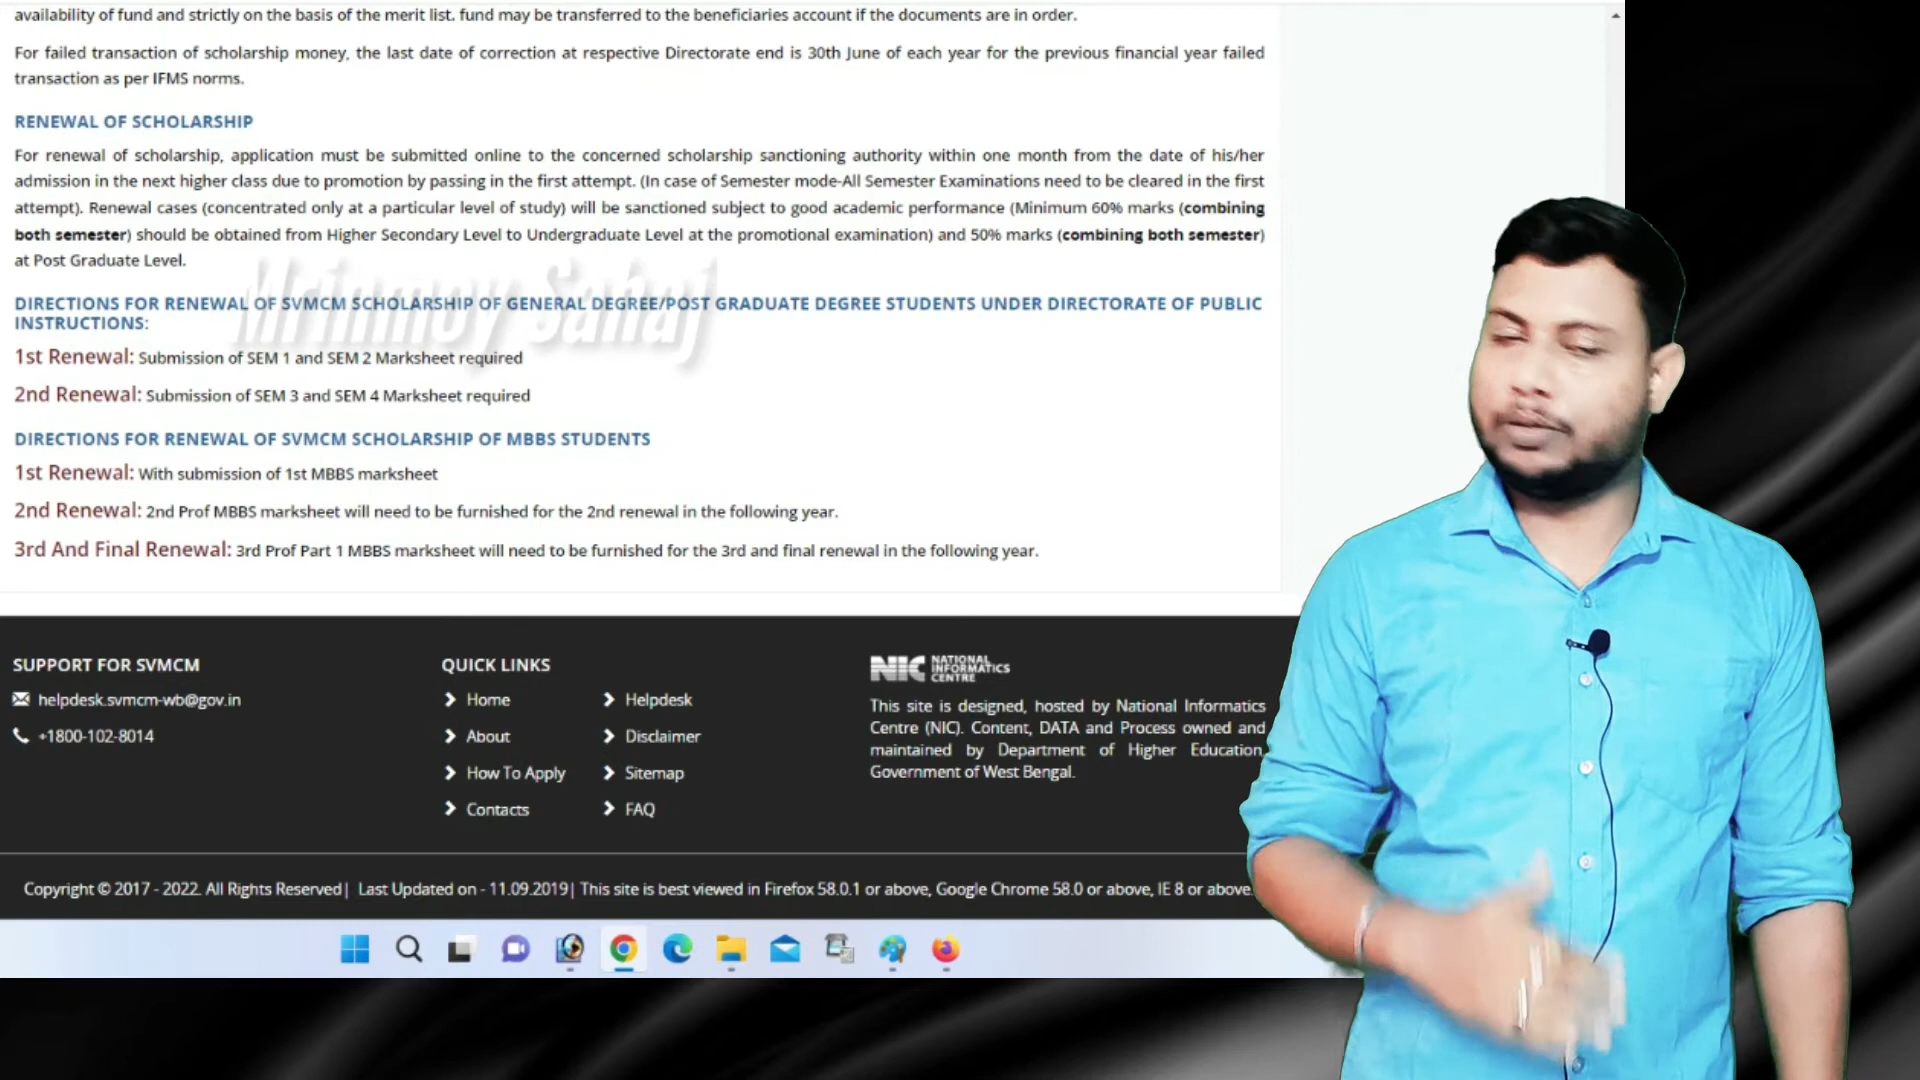 availability of fund and strictly on the basis of the merit list. fund may be transferred to the beneficiaries account if the documents are in order.
For failed transaction of scholarship money, the last date of correction at respective Directorate end is 30th June of each year for the previous financial year failed
transaction as per IFMS norms.
RENEWAL OF SCHOLARSHIP
For renewal of scholarship, application must be submitted online to the concerned scholarship sanctioning authority within one month from the date of his/her
admission in the next higher class due to promotion by passing in the first attempt. (In case of Semester mode-All Semester Examinations need to be cleared in the first
attempt). Renewal cases (concentrated only at a particular level of study) will be sanctioned subject to good academic performance (Minimum 60% marks (combining
both semester) should be obtained from Higher Secondary Level to Undergraduate Level at the promotional examination) and 50% marks (combining both semester)
at Post Graduate Level.
Mrinmoy Sahaj
DIRECTIONS FOR RENEWAL OF SVMCM SCHOLARSHIP OF GENERAL DEGREE/POST GRADUATE DEGREE STUDENTS UNDER DIRECTORATE OF PUBLIC
INSTRUCTIONS:
1st Renewal: Submission of SEM 1 and SEM 2 Marksheet required
2nd Renewal: Submission of SEM 3 and SEM 4 Marksheet required
DIRECTIONS FOR RENEWAL OF SVMCM SCHOLARSHIP OF MBBS STUDENTS
1st Renewal: With submission of 1st MBBS marksheet
2nd Renewal: 2nd Prof MBBS marksheet will need to be furnished for the 2nd renewal in the following year.
3rd And Final Renewal: 3rd Prof Part 1 MBBS marksheet will need to be furnished for the 3rd and final renewal in the following year.
SUPPORT FOR SVMCM
helpdesk.svmcm-wb@gov.in
+1800-102-8014
QUICK LINKS
Home
About
How To Apply
Contacts
Helpdesk
Disclaimer
Sitemap
FAQ
NIC NATIONAL
INFORMATICS
CENTRE
This site is designed, hosted by National Informatics
Centre (NIC). Content, DATA and Process owned and
maintained by Department of Higher Education,
Government of West Bengal.
Copyright © 2017 - 2022. All Rights Reserved| Last Updated on - 11.09.2019| This site is best viewed in Firefox 58.0.1 or above, Google Chrome 58.0 or above, IE 8 or above.